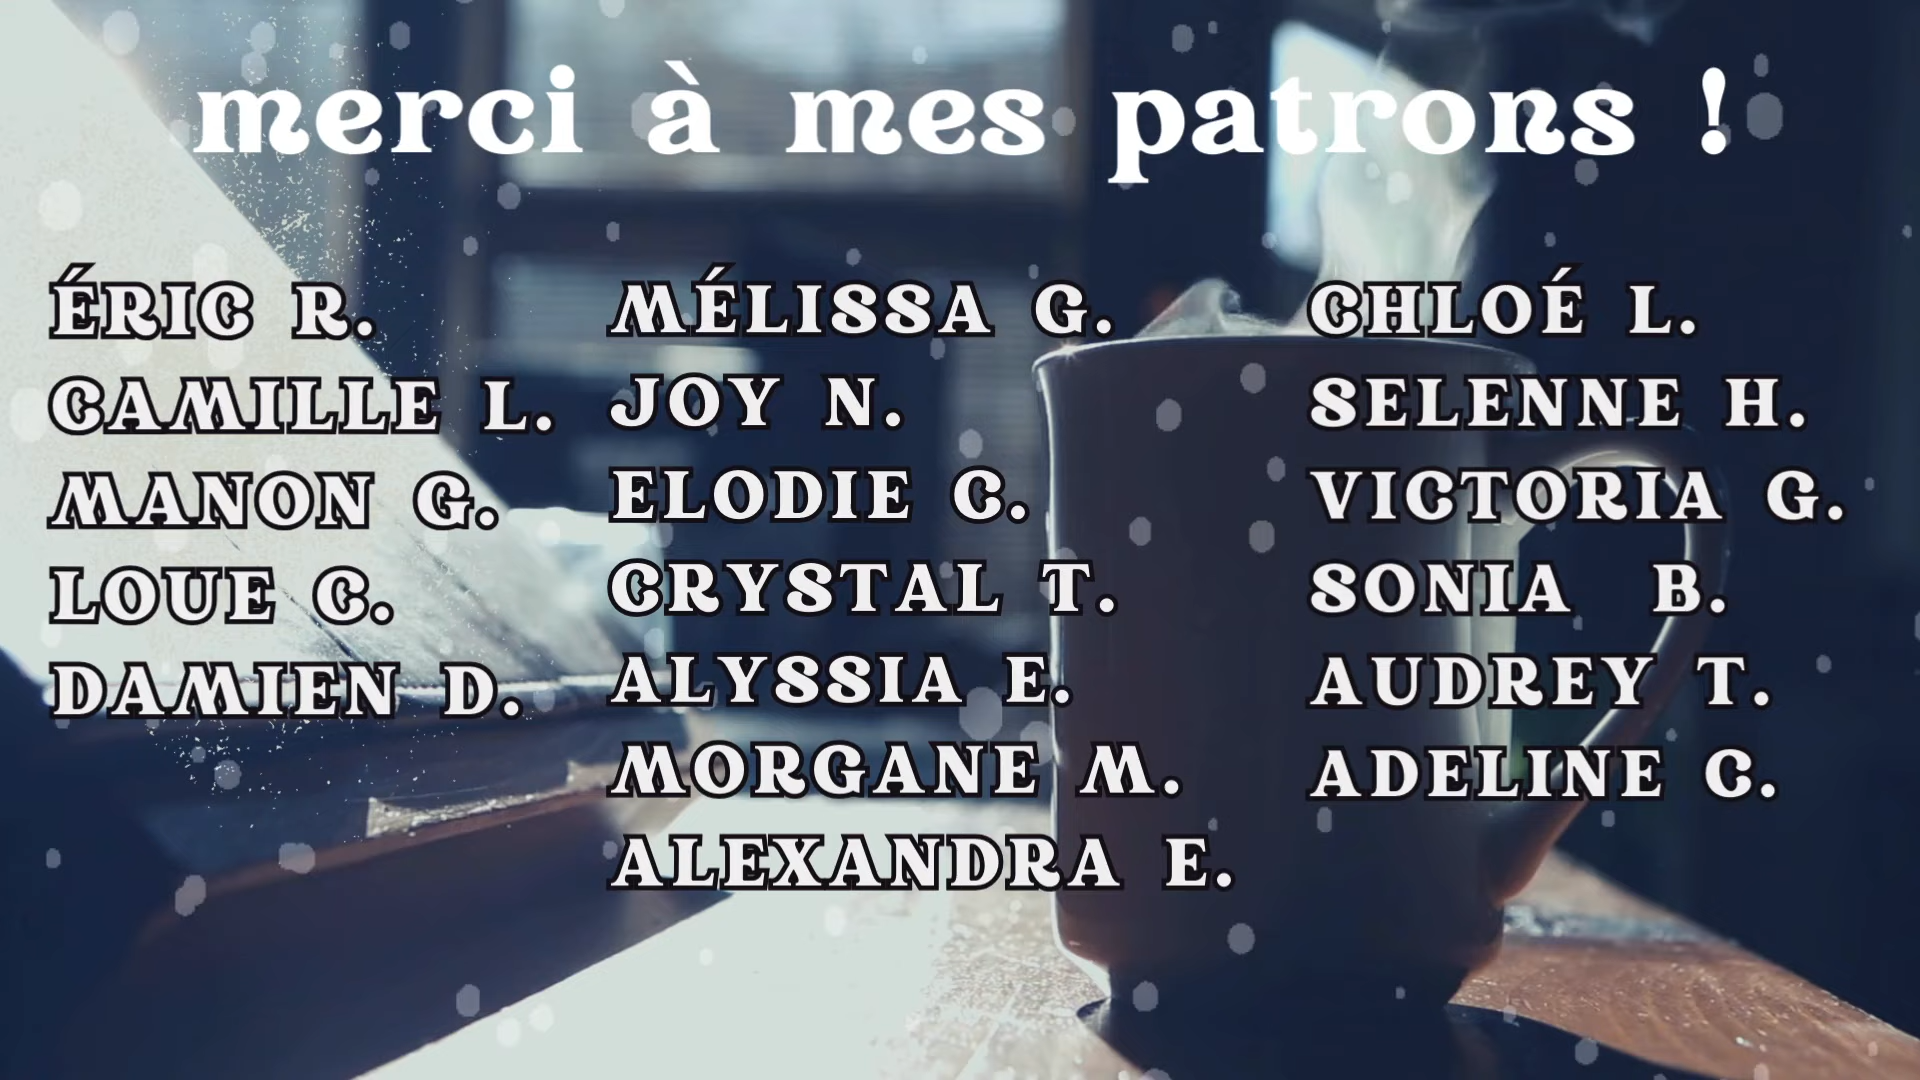 merci à mes patrons !
ÉRIC R.
CAMILLE L.
MANON G.
LOUE C.
DAMIEN D.
MÉLISSA G.
JOY N.
ELODIE C.
CRYSTAL T.
ALYSSIA E.
MORGANE M.
ALEXANDRA E.
CHLOÉ L.
SELENNE H.
VICTORIA G.
SONIA B.
AUDREY T.
ADELINE C.